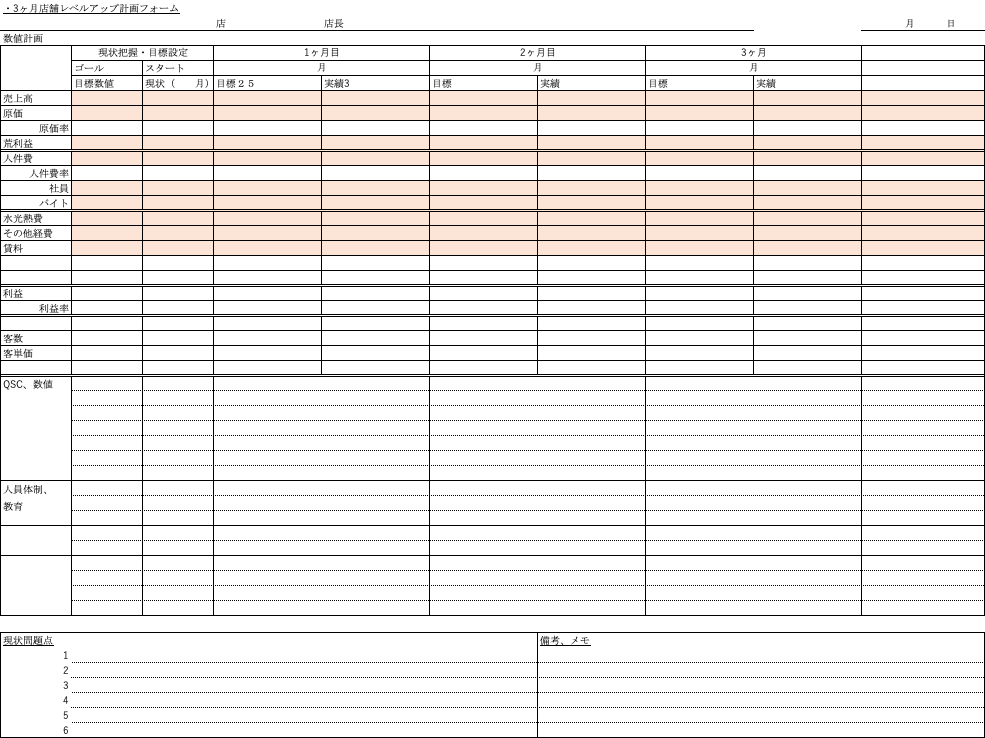 ・3ヶ月店舗レベルアップ計画フォーム
店 店長 月 日
数値計画
現状把握・目標設定 1ヶ月目 2ヶ月目 3ヶ月
ゴール スタート 月 月 月
目標数値 現状（ 月） 目標２５ 実績3 目標 実績 目標 実績
売上高
原価
原価率
荒利益
人件費
人件費率
社員
バイト
水光熱費
その他経費
賃料
利益
利益率
客数
客単価
QSC、数値
人員体制、
教育
現状問題点 備考、メモ
1
2
3
4
5
6